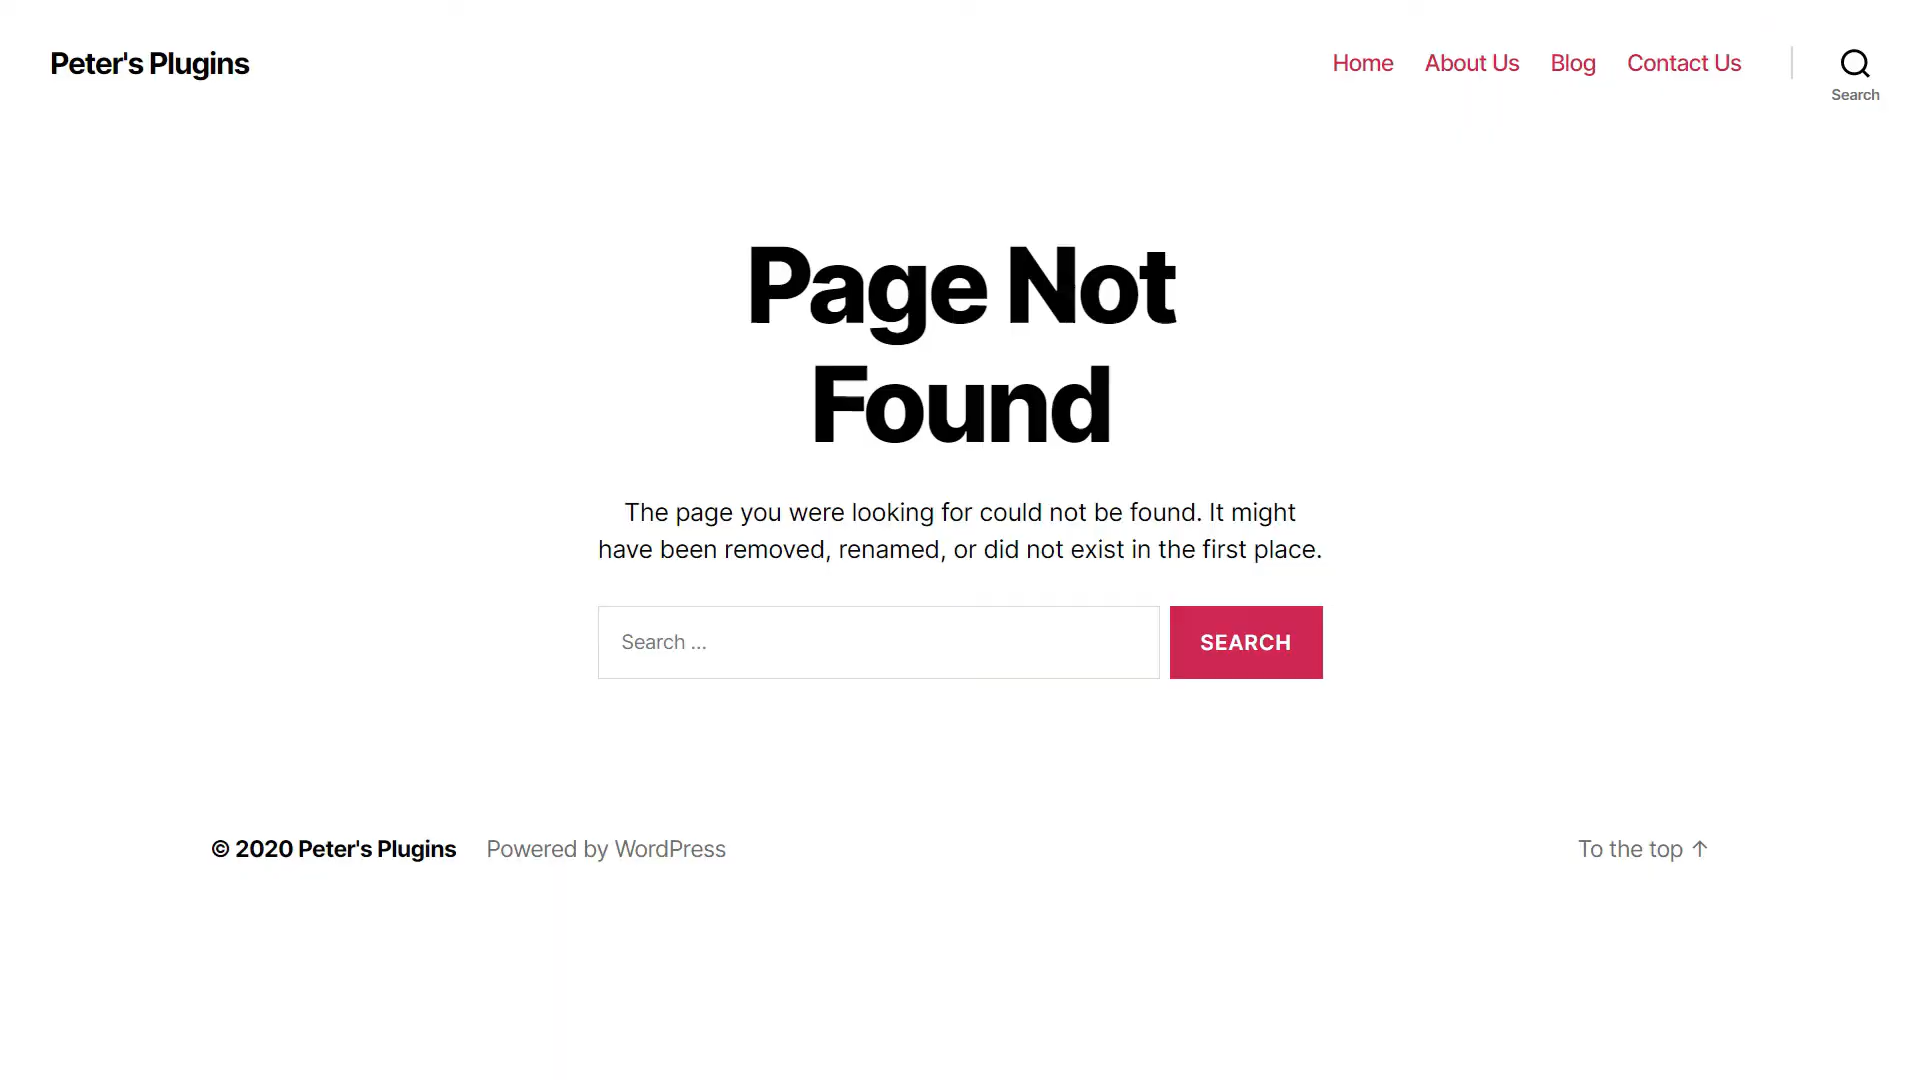 Peter's Plugins
Home About Us Blog Contact Us
Search
Page Not
Found
The page you were looking for could not be found. It might
have been removed, renamed, or did not exist in the first place.
Search …
SEARCH
© 2020 Peter's Plugins Powered by WordPress
To the top ↑